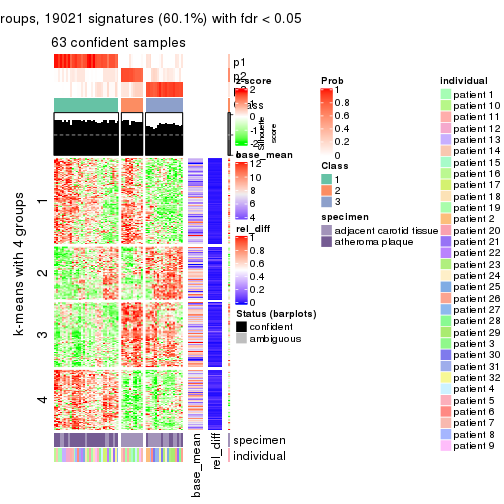 roups, 19021 signatures (60.1%) with fdr < 0.05
63 confident samples
p1
p2
Class
silhouette score
k-means with 4 groups
1
2
3
4
specimen
individual
base_mean
rel_diff
z-score
2
1
0
-1
-2
base_mean
12
10
8
6
4
rel_diff
1
0.8
0.6
0.4
0.2
0
Status (barplots)
confident
ambiguous
Prob
1
0.8
0.6
0.4
0.2
0
Class
1
2
3
specimen
adjacent carotid tissue
atheroma plaque
individual
patient 1
patient 10
patient 11
patient 12
patient 13
patient 14
patient 15
patient 16
patient 17
patient 18
patient 19
patient 2
patient 20
patient 21
patient 22
patient 23
patient 24
patient 25
patient 26
patient 27
patient 28
patient 29
patient 3
patient 30
patient 31
patient 32
patient 4
patient 5
patient 6
patient 7
patient 8
patient 9